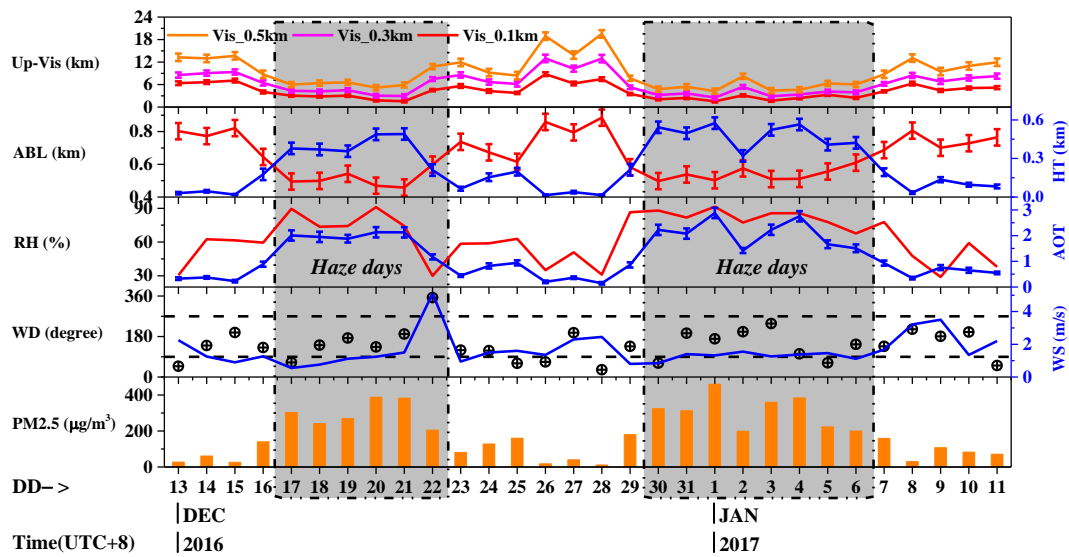 24
18
12
6
0
Up-Vis (km)
Vis_0.5km Vis_0.3km Vis_0.1km
0.8
0.6
0.4
ABL (km)
0.6
0.3
0.0
HT (km)
90
60
30
RH (%)
3
2
1
0
AOT
Haze days Haze days
360
180
0
WD (degree)
4
2
0
WS (m/s)
400
200
0
PM2.5 (μg/m³)
DD− > 13 14 15 16 17 18 19 20 21 22 23 24 25 26 27 28 29 30 31 1 2 3 4 5 6 7 8 9 10 11
DEC JAN
Time(UTC+8) 2016 2017